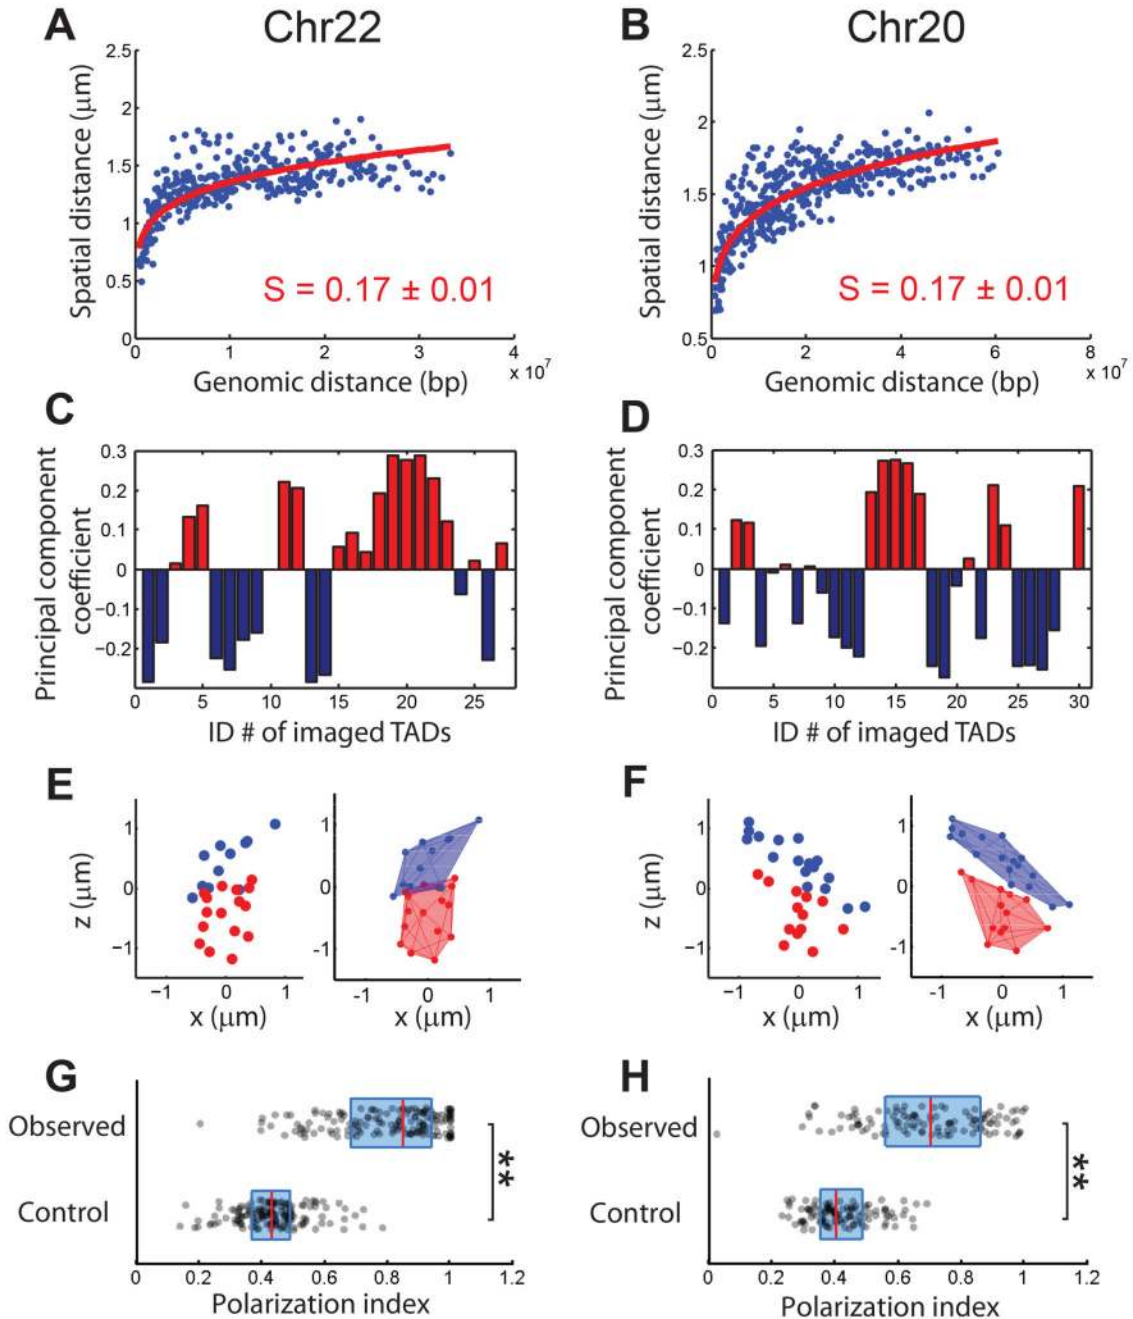 A Chr22
B Chr20
Spatial distance (μm)
2.5
2
1.5
1
0.5
0
S = 0.17 ± 0.01
0 1 2 3 4
x 10⁷
Genomic distance (bp)
Spatial distance (μm)
2.5
2
1.5
1
0.5
S = 0.17 ± 0.01
0 2 4 6 8
x 10⁷
Genomic distance (bp)
C
Principal component
coefficient
0.3
0.2
0.1
0
−0.1
−0.2
0 5 10 15 20 25
ID # of imaged TADs
D
Principal component
coefficient
0.3
0.2
0.1
0
−0.1
−0.2
0 5 10 15 20 25 30
ID # of imaged TADs
E
z (μm)
1
0
−1
−1 0 1
x (μm)
1
0
-1
-1 0 1
x (μm)
F
z (μm)
1
0
−1
−1 0 1
x (μm)
1
0
-1
-1 0 1
x (μm)
G
Observed
Control
**
0 0.2 0.4 0.6 0.8 1 1.2
Polarization index
H
Observed
Control
**
0 0.2 0.4 0.6 0.8 1 1.2
Polarization index